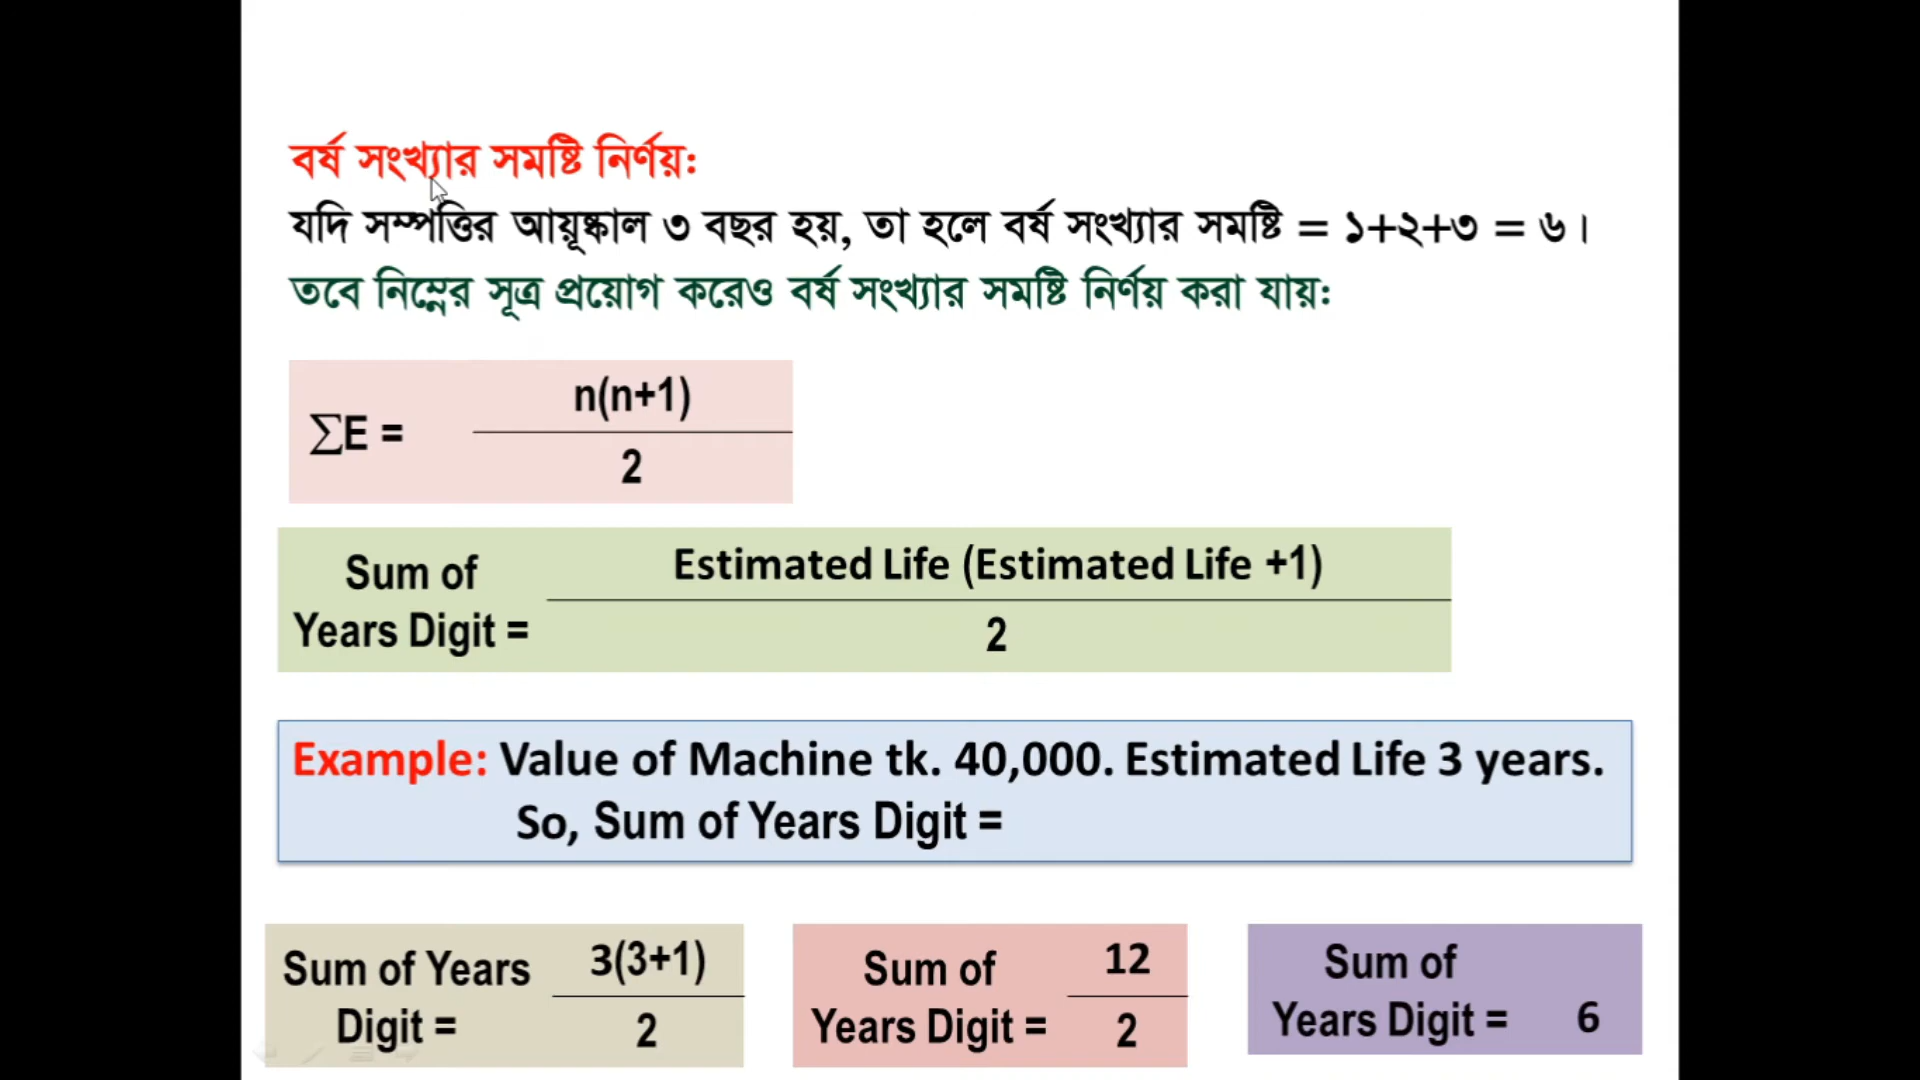 বর্ষ সংখ্যার সমষ্টি নির্ণয়:
যদি সম্পত্তির আয়ূষ্কাল ৩ বছর হয়, তা হলে বর্ষ সংখ্যার সমষ্টি = ১+২+৩ = ৬।
তবে নিম্নের সূত্র প্রয়োগ করেও বর্ষ সংখ্যার সমষ্টি নির্ণয় করা যায়:
n(n+1)
∑E =
2
Sum of Estimated Life (Estimated Life +1)
Years Digit = 2
Example: Value of Machine tk. 40,000. Estimated Life 3 years.
So, Sum of Years Digit =
Sum of Years 3(3+1)
Digit = 2
Sum of 12
Years Digit = 2
Sum of
Years Digit = 6